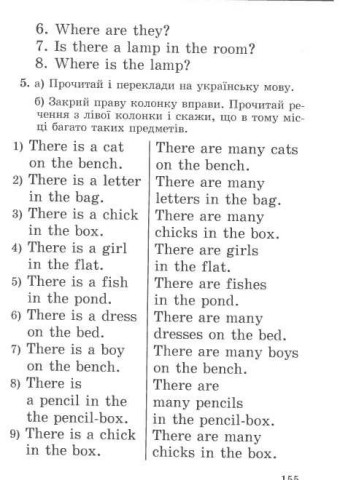 6. Where are they?
7. Is there a lamp in the room?
8. Where is the lamp?
5. а) Прочитай і переклади на українську мову.
б) Закрий праву колонку вправи. Прочитай ре-
чення з лівої колонки і скажи, що в тому міс-
ці багато таких предметів.
1) There is a cat
on the bench.
2) There is a letter
in the bag.
3) There is a chick
in the box.
4) There is a girl
in the flat.
5) There is a fish
in the pond.
6) There is a dress
on the bed.
7) There is a boy
on the bench.
8) There is
a pencil in the
the pencil-box.
9) There is a chick
in the box.
There are many cats
on the bench.
There are many
letters in the bag.
There are many
chicks in the box.
There are girls
in the flat.
There are fishes
in the pond.
There are many
dresses on the bed.
There are many boys
on the bench.
There are
many pencils
in the pencil-box.
There are many
chicks in the box.
155